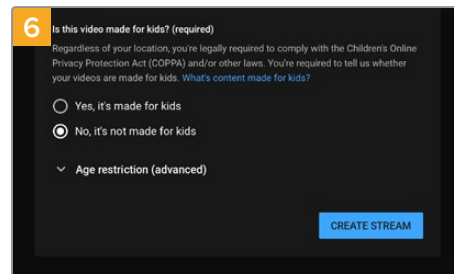 6
Is this video made for kids? (required)
Regardless of your location, you're legally required to comply with the Children's Online
Privacy Protection Act (COPPA) and/or other laws. You're required to tell us whether
your videos are made for kids. What's content made for kids?
Yes, it's made for kids
No, it's not made for kids
Age restriction (advanced)
CREATE STREAM